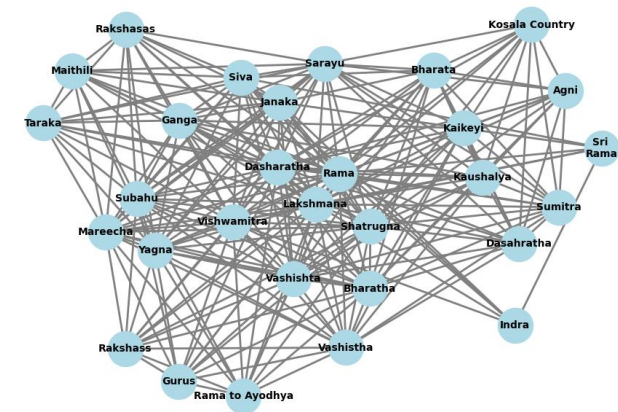 Kosala Country
Rakshasas
Sarayu
Bharata
Maithili
Siva
Agni
Janaka
Taraka
Ganga
Kaikeyi
Sri
Rama
Dasharatha
Rama
Kaushalya
Subahu
Lakshmana
Sumitra
Vishwamitra
Shatrugna
Mareecha
Dasahratha
Yagna
Vashishta
Bharatha
Indra
Rakshass
Vashistha
Gurus
Rama to Ayodhya